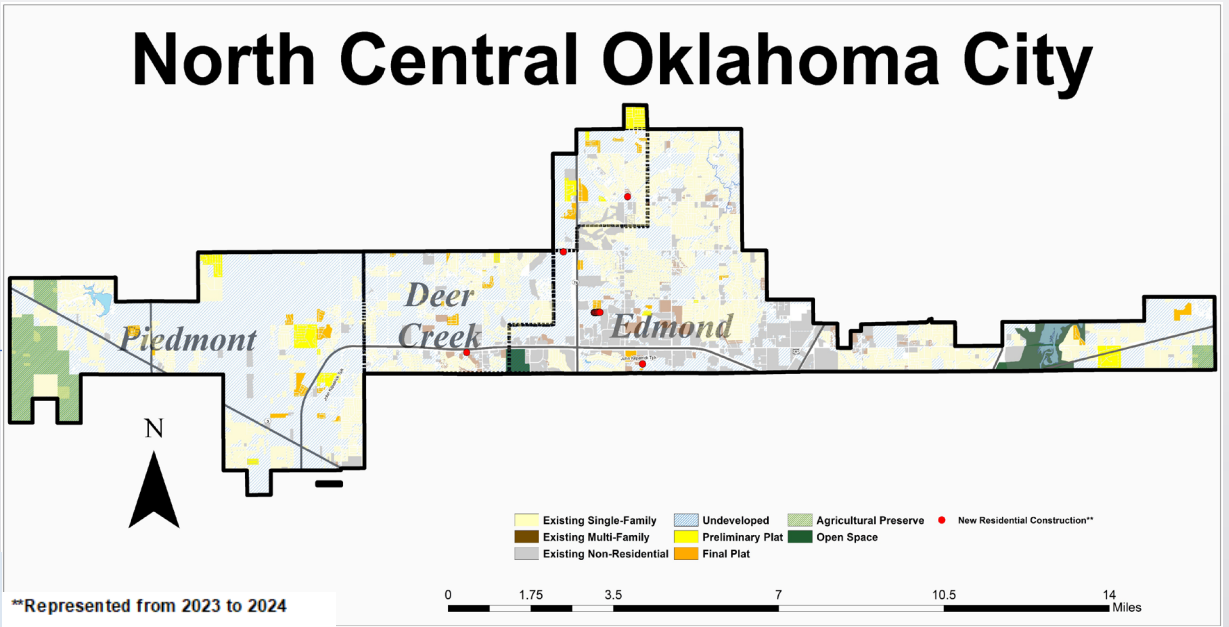 North Central Oklahoma City
Piedmont
Deer
Creek
Edmond
N
Existing Single-Family
Undeveloped
Agricultural Preserve
New Residential Construction**
Existing Multi-Family
Preliminary Plat
Open Space
Existing Non-Residential
Final Plat
**Represented from 2023 to 2024
0 1.75 3.5 7 10.5 14
Miles